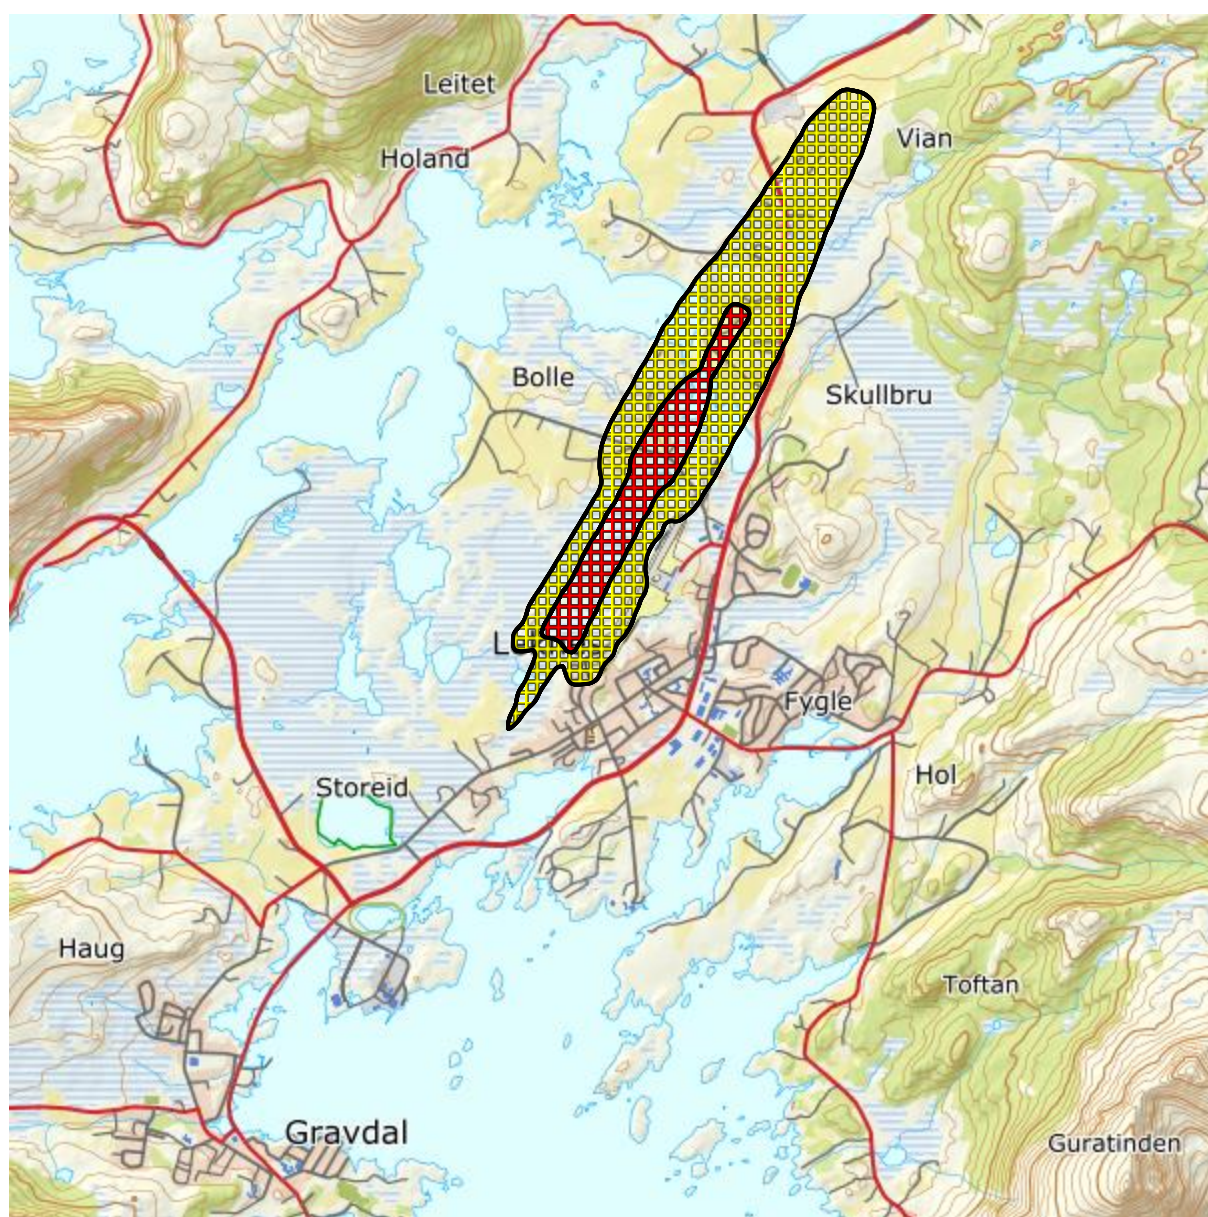 Leitet
Vian
Holand
Bolle
Skullbru
Fygle
Hol
Storeid
Haug
Toftan
Gravdal
Guratinden